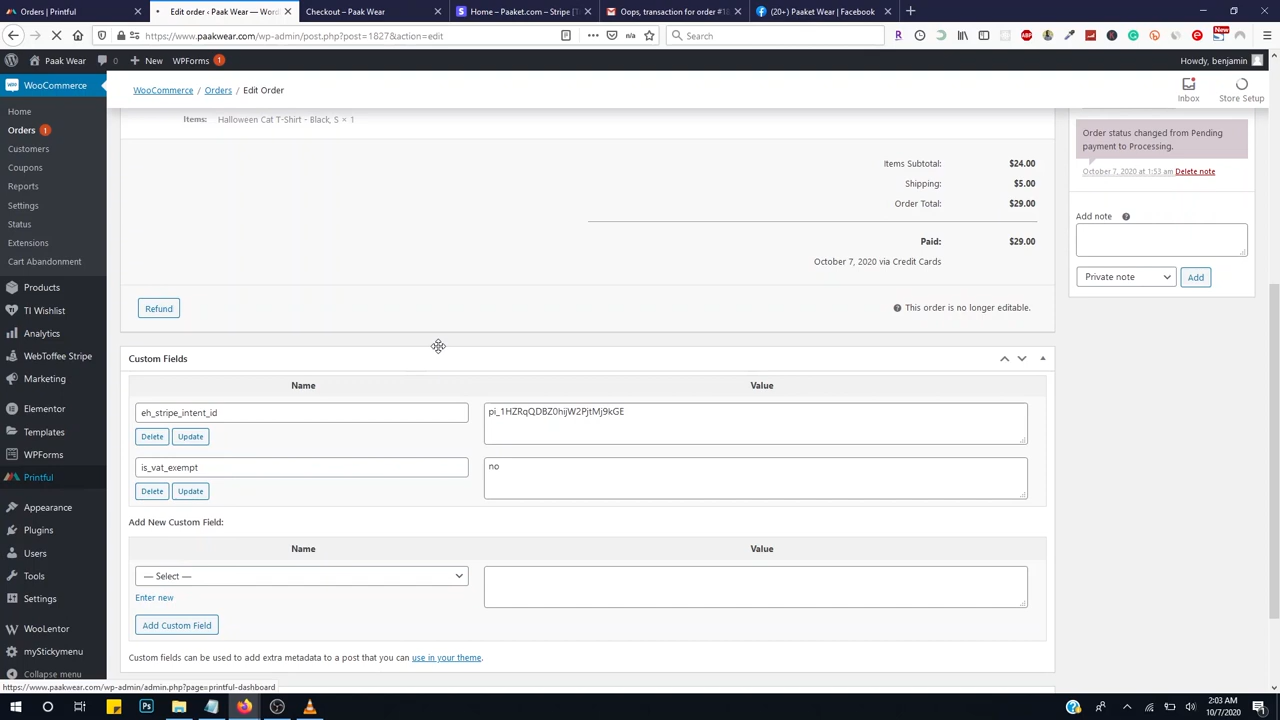 Orders | Printful
Edit order ‹ Paak Wear — Word
Checkout – Paak Wear
Home – Paaket.com – Stripe [T
Oops, transaction for order #18
(20+) Paaket Wear | Facebook
https://www.paakwear.com/wp-admin/post.php?post=1827&action=edit
n/a
Search
New
Paak Wear
0
New
WPForms 1
Howdy, benjamin
WooCommerce
Home
Orders 1
Customers
Coupons
Reports
Settings
Status
Extensions
Cart Abandonment
Products
TI Wishlist
Analytics
WebToffee Stripe
Marketing
Elementor
Templates
WPForms
Printful
Appearance
Plugins
Users
Tools
Settings
WooLentor
myStickymenu
Collapse menu
WooCommerce / Orders / Edit Order
Inbox
Store Setup
Items: Halloween Cat T-Shirt - Black, S × 1
Items Subtotal: $24.00
Shipping: $5.00
Order Total: $29.00
Paid: $29.00
October 7, 2020 via Credit Cards
Refund
This order is no longer editable.
Custom Fields
Name Value
eh_stripe_intent_id
pi_1HZRqQDBZ0hijW2PjtMj9kGE
Delete Update
is_vat_exempt
no
Delete Update
Add New Custom Field:
Name Value
— Select —
Enter new
Add Custom Field
Custom fields can be used to add extra metadata to a post that you can use in your theme.
Order status changed from Pending
payment to Processing.
October 7, 2020 at 1:53 am Delete note
Add note
Private note
Add
https://www.paakwear.com/wp-admin/admin.php?page=printful-dashboard
2:03 AM
10/7/2020